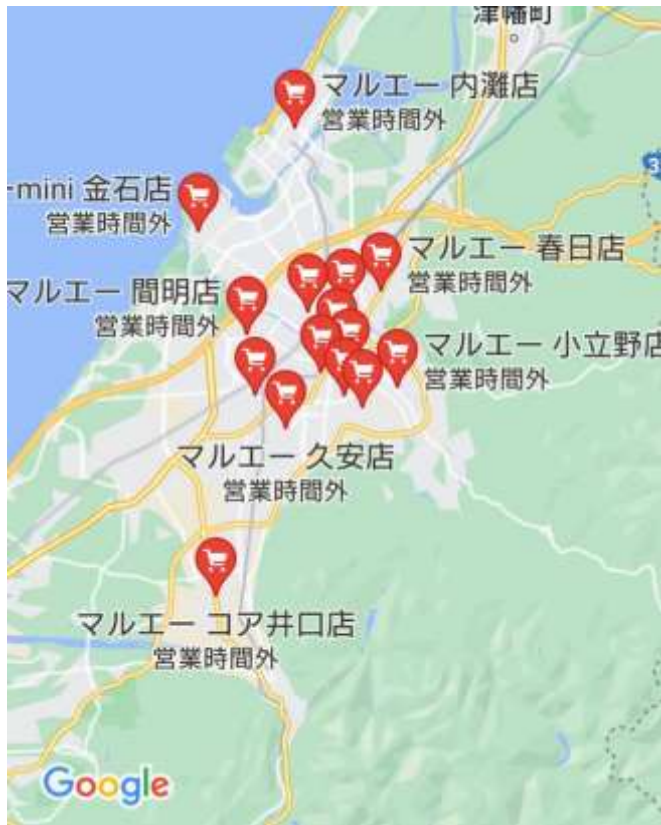 津幡町
マルエー 内灘店
営業時間外
-mini 金石店
営業時間外
マルエー 春日店
営業時間外
マルエー 間明店
営業時間外
マルエー 小立野店
営業時間外
マルエー 久安店
営業時間外
マルエー コア井口店
営業時間外
3
Google